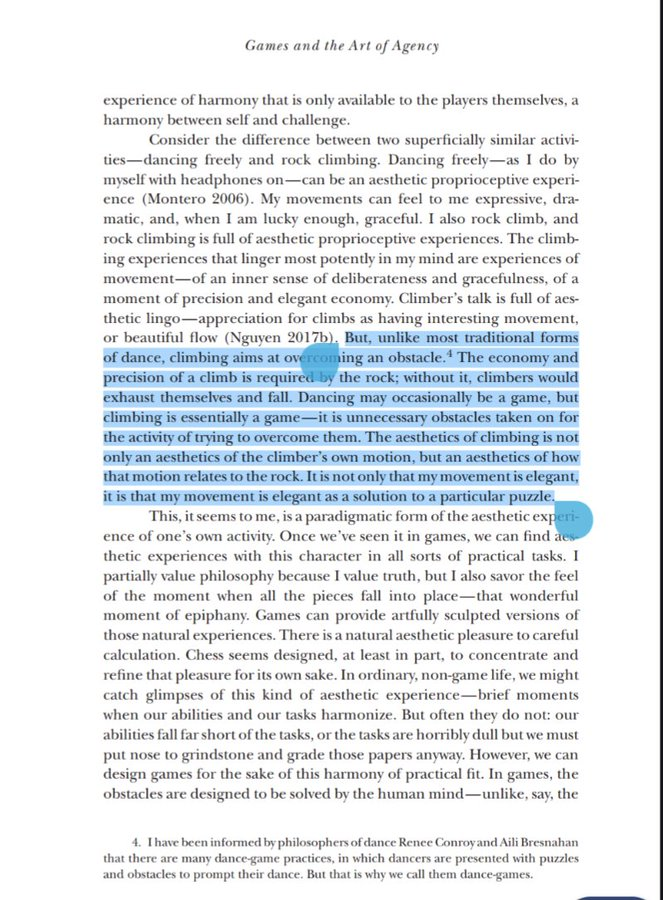 Games and the Art of Agency
experience of harmony that is only available to the players themselves, a
harmony between self and challenge.
Consider the difference between two superficially similar activi-
ties—dancing freely and rock climbing. Dancing freely—as I do by
myself with headphones on—can be an aesthetic proprioceptive experi-
ence (Montero 2006). My movements can feel to me expressive, dra-
matic, and, when I am lucky enough, graceful. I also rock climb, and
rock climbing is full of aesthetic proprioceptive experiences. The climb-
ing experiences that linger most potently in my mind are experiences of
movement—of an inner sense of deliberateness and gracefulness, of a
moment of precision and elegant economy. Climber's talk is full of aes-
thetic lingo—appreciation for climbs as having interesting movement,
or beautiful flow (Nguyen 2017b). But, unlike most traditional forms
of dance, climbing aims at overcoming an obstacle.4 The economy and
precision of a climb is required by the rock; without it, climbers would
exhaust themselves and fall. Dancing may occasionally be a game, but
climbing is essentially a game—it is unnecessary obstacles taken on for
the activity of trying to overcome them. The aesthetics of climbing is not
only an aesthetics of the climber's own motion, but an aesthetics of how
that motion relates to the rock. It is not only that my movement is elegant,
it is that my movement is elegant as a solution to a particular puzzle.
This, it seems to me, is a paradigmatic form of the aesthetic experi-
ence of one's own activity. Once we've seen it in games, we can find aes-
thetic experiences with this character in all sorts of practical tasks. I
partially value philosophy because I value truth, but I also savor the feel
of the moment when all the pieces fall into place—that wonderful
moment of epiphany. Games can provide artfully sculpted versions of
those natural experiences. There is a natural aesthetic pleasure to careful
calculation. Chess seems designed, at least in part, to concentrate and
refine that pleasure for its own sake. In ordinary, non-game life, we might
catch glimpses of this kind of aesthetic experience—brief moments
when our abilities and our tasks harmonize. But often they do not: our
abilities fall far short of the tasks, or the tasks are horribly dull but we must
put nose to grindstone and grade those papers anyway. However, we can
design games for the sake of this harmony of practical fit. In games, the
obstacles are designed to be solved by the human mind—unlike, say, the
4. I have been informed by philosophers of dance Renee Conroy and Aili Bresnahan
that there are many dance-game practices, in which dancers are presented with puzzles
and obstacles to prompt their dance. But that is why we call them dance-games.